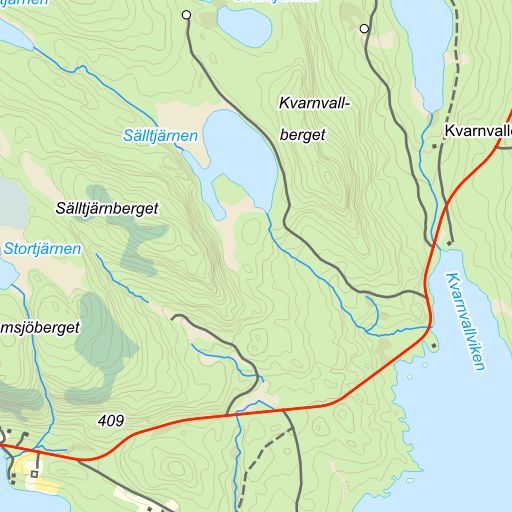 Kvarnvall-
berget
Sälltjärnen
Kvarnvalle
Sälltjärnberget
Stortjärnen
Kvarnvallviken
msjöberget
409